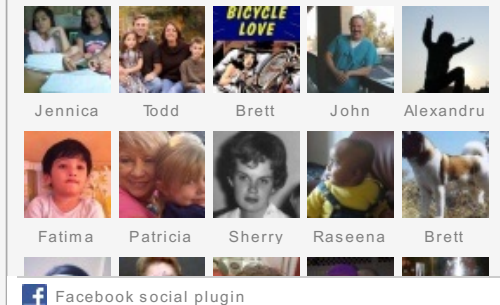 BICYCLE
LOVE
Jennica Todd Brett John Alexandru
Fatima Patricia Sherry Raseena Brett
f Facebook social plugin